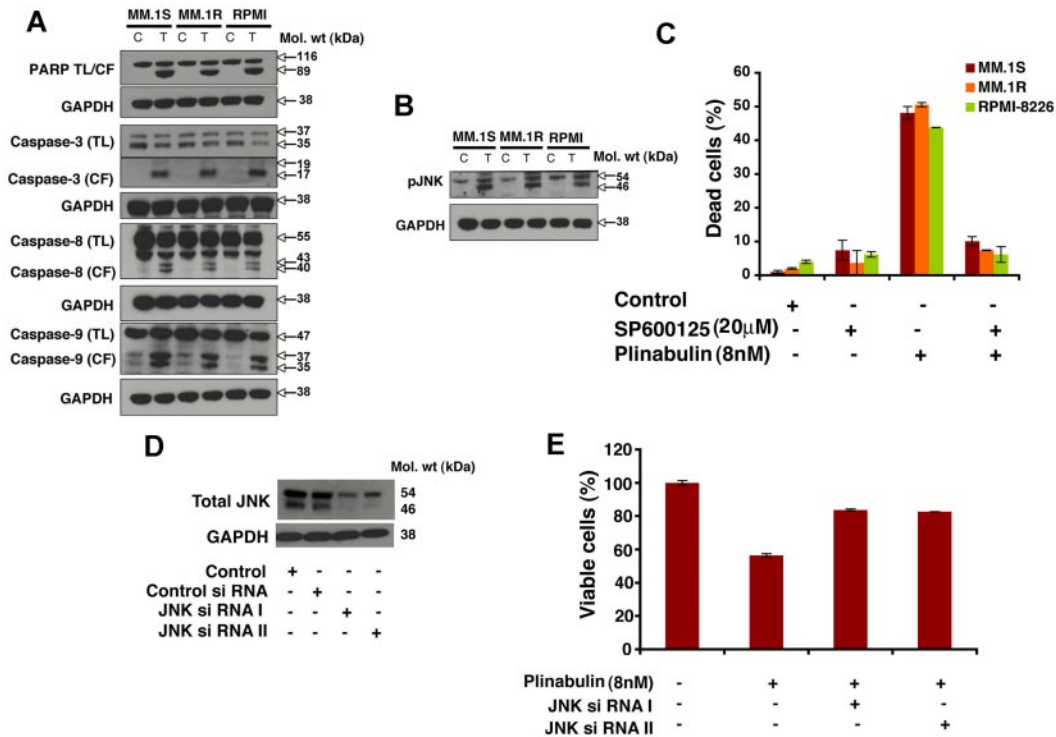 A
MM.1S MM.1R RPMI
C T C T C T Mol. wt (kDa)
PARP TL/CF 116
89
GAPDH 38
Caspase-3 (TL) 37
35
19
Caspase-3 (CF) 17
GAPDH 38
Caspase-8 (TL) 55
43
Caspase-8 (CF) 40
GAPDH 38
Caspase-9 (TL) 47
Caspase-9 (CF) 37
35
GAPDH 38
B
MM.1S MM.1R RPMI
C T C T C T Mol. wt (kDa)
pJNK 54
46
GAPDH 38
C
MM.1S
MM.1R
RPMI-8226
Dead cells (%)
60
50
40
30
20
10
0
Control + - - -
SP600125 (20μM) - + - +
Plinabulin (8nM) - - + +
D
Mol. wt (kDa)
Total JNK 54
46
GAPDH 38
Control + - - -
Control si RNA - + - -
JNK si RNA I - - + -
JNK si RNA II - - - +
E
Viable cells (%)
120
100
80
60
40
20
0
Plinabulin (8nM) - + + +
JNK si RNA I - - + -
JNK si RNA II - - - +